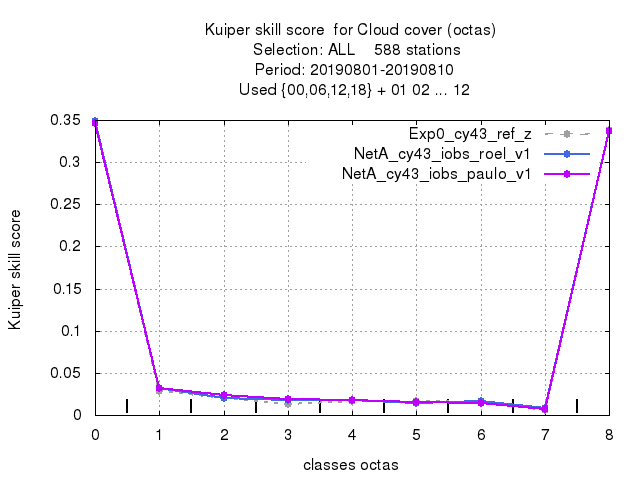 Kuiper skill score  for Cloud cover (octas)
Selection: ALL    588 stations
Period: 20190801-20190810
Used {00,06,12,18} + 01 02 ... 12
Exp0_cy43_ref_z
NetA_cy43_iobs_roel_v1
NetA_cy43_iobs_paulo_v1
Kuiper skill score
0.35
0.3
0.25
0.2
0.15
0.1
0.05
0
0 1 2 3 4 5 6 7 8
classes octas